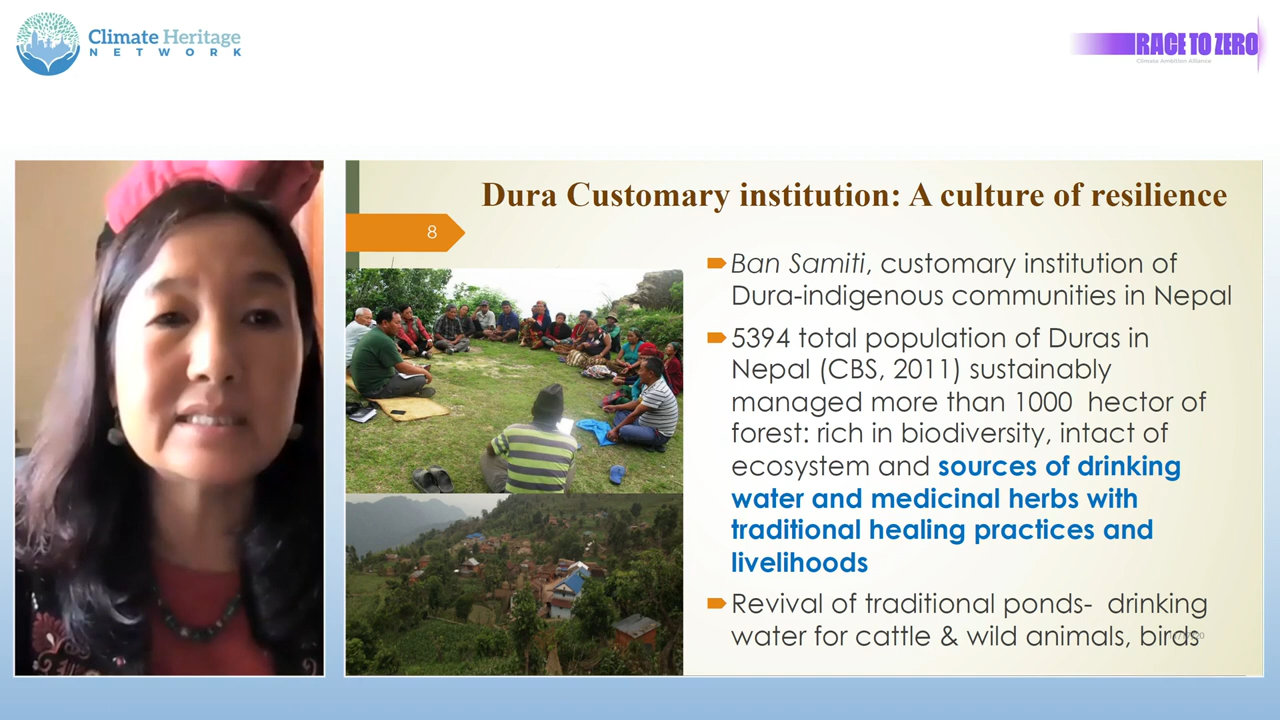 Climate Heritage
NETWORK
RACE TO ZERO
Climate Ambition Alliance
Dura Customary institution: A culture of resilience
8
Ban Samiti, customary institution of
Dura-indigenous communities in Nepal
5394 total population of Duras in
Nepal (CBS, 2011) sustainably
managed more than 1000 hector of
forest: rich in biodiversity, intact of
ecosystem and sources of drinking
water and medicinal herbs with
traditional healing practices and
livelihoods
Revival of traditional ponds- drinking
water for cattle & wild animals, birds